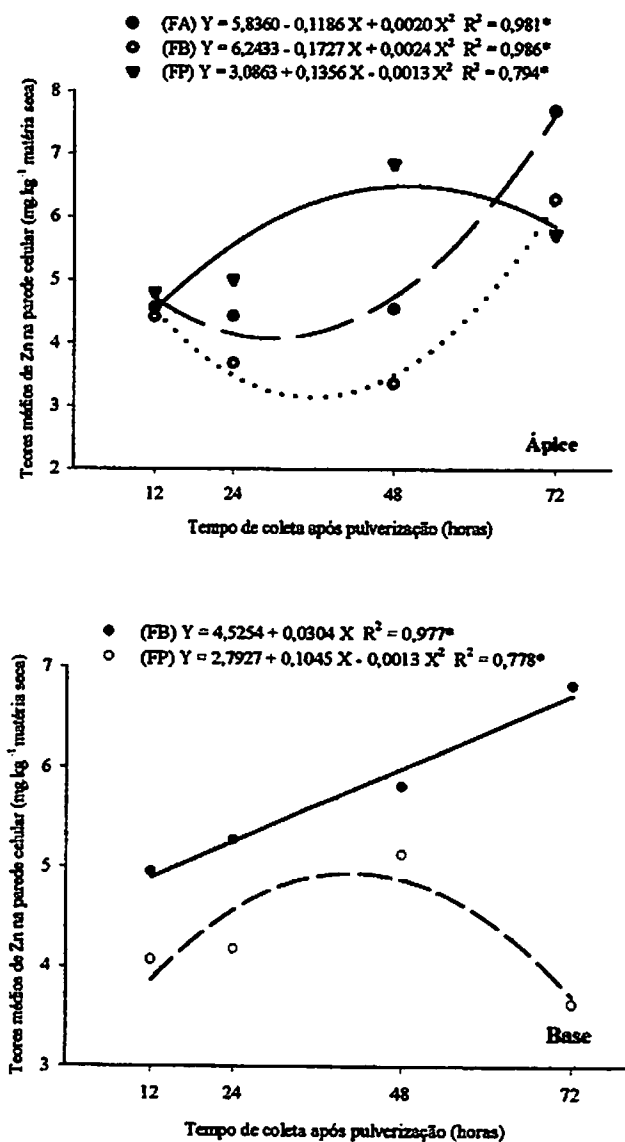 (FA) Y = 5,8360 - 0,1186 X + 0,0020 X² R² = 0,981*
(FB) Y = 6,2433 - 0,1727 X + 0,0024 X² R² = 0,986*
(FP) Y = 3,0863 + 0,1356 X - 0,0013 X² R² = 0,794*
Teores médios de Zn na parede celular (mg.kg⁻¹ matéria seca)
8
7
6
5
4
3
2
Ápice
12 24 48 72
Tempo de coleta após pulverização (horas)
(FB) Y = 4,5254 + 0,0304 X R² = 0,977*
(FP) Y = 2,7927 + 0,1045 X - 0,0013 X² R² = 0,778*
Teores médios de Zn na parede celular (mg.kg⁻¹ matéria seca)
7
6
5
4
3
Base
12 24 48 72
Tempo de coleta após pulverização (horas)